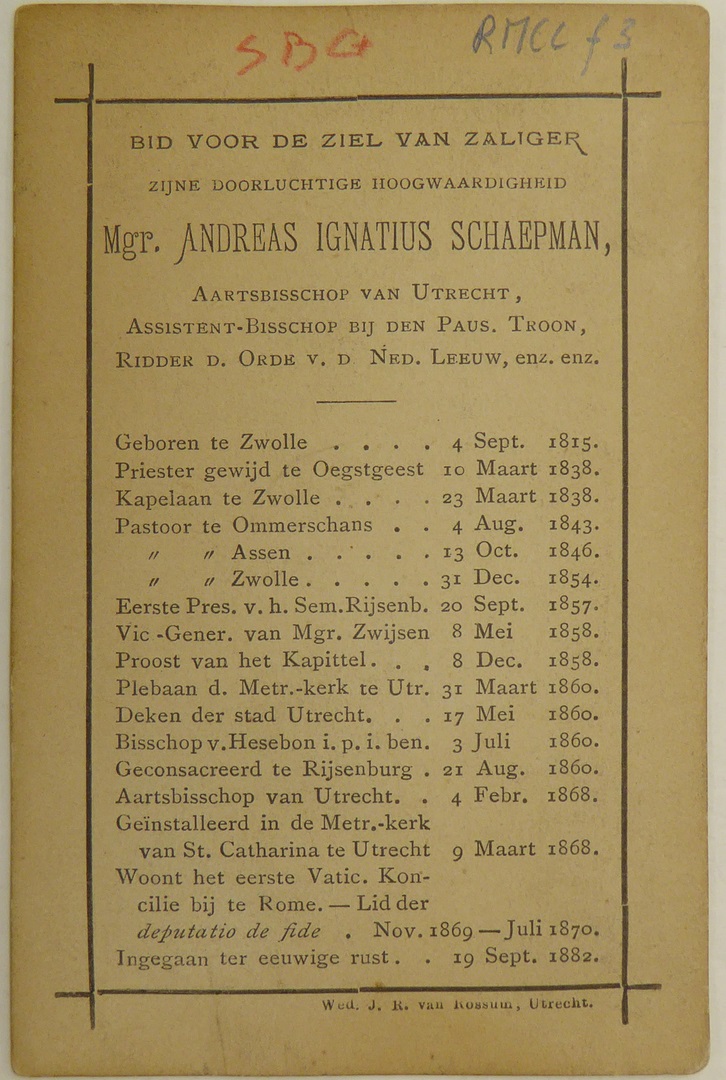 SBG
RMCC f 3
BID VOOR DE ZIEL VAN ZALIGER
ZIJNE DOORLUCHTIGE HOOGWAARDIGHEID
Mgr. ANDREAS IGNATIUS SCHAEPMAN,
AARTSBISSCHOP VAN UTRECHT,
ASSISTENT-BISSCHOP BIJ DEN PAUS. TROON,
RIDDER D. ORDE V. D NED. LEEUW, enz. enz.
Geboren te Zwolle . . . . 4 Sept. 1815.
Priester gewijd te Oegstgeest 10 Maart 1838.
Kapelaan te Zwolle . . . . 23 Maart 1838.
Pastoor te Ommerschans . . 4 Aug. 1843.
" " Assen . . . . . 13 Oct. 1846.
" " Zwolle . . . . . 31 Dec. 1854.
Eerste Pres. v. h. Sem. Rijsenb. 20 Sept. 1857.
Vic -Gener. van Mgr. Zwijsen 8 Mei 1858.
Proost van het Kapittel. . . 8 Dec. 1858.
Plebaan d. Metr.-kerk te Utr. 31 Maart 1860.
Deken der stad Utrecht. . . 17 Mei 1860.
Bisschop v. Hesebon i. p. i. ben. 3 Juli 1860.
Geconsacreerd te Rijsenburg . 21 Aug. 1860.
Aartsbisschop van Utrecht. . 4 Febr. 1868.
Geïnstalleerd in de Metr.-kerk
van St. Catharina te Utrecht 9 Maart 1868.
Woont het eerste Vatic. Kon-
cilie bij te Rome. — Lid der
deputatio de fide . Nov. 1869 — Juli 1870.
Ingegaan ter eeuwige rust. . 19 Sept. 1882.
Wed. J. R. van Rossum, Utrecht.